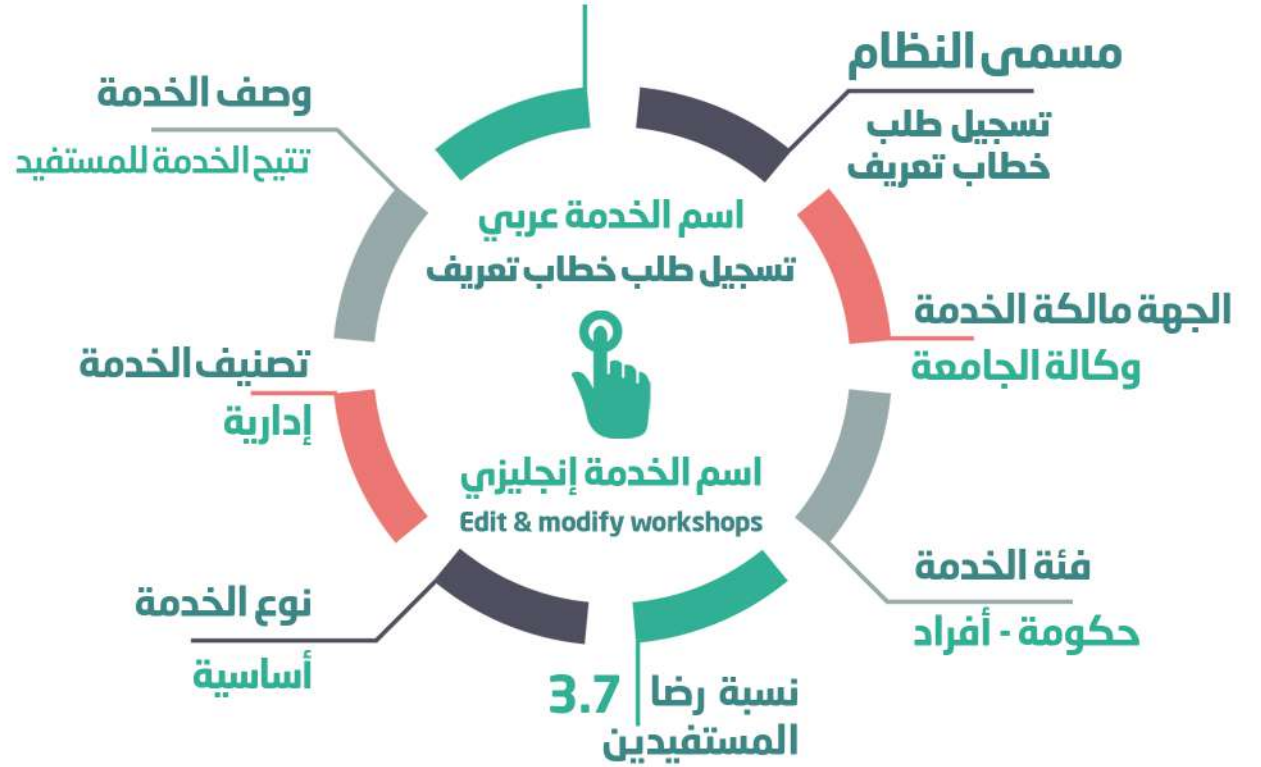 مسمى النظام
تسجيل طلب
خطاب تعريف
الجهة مالكة الخدمة
وكالة الجامعة
فئة الخدمة
حكومة - أفراد
نسبة رضا
المستفيدين
3.7
نوع الخدمة
أساسية
تصنيف الخدمة
إدارية
وصف الخدمة
تتيح الخدمة للمستفيد
اسم الخدمة عربي
تسجيل طلب خطاب تعريف
اسم الخدمة إنجليزي
Edit & modify workshops